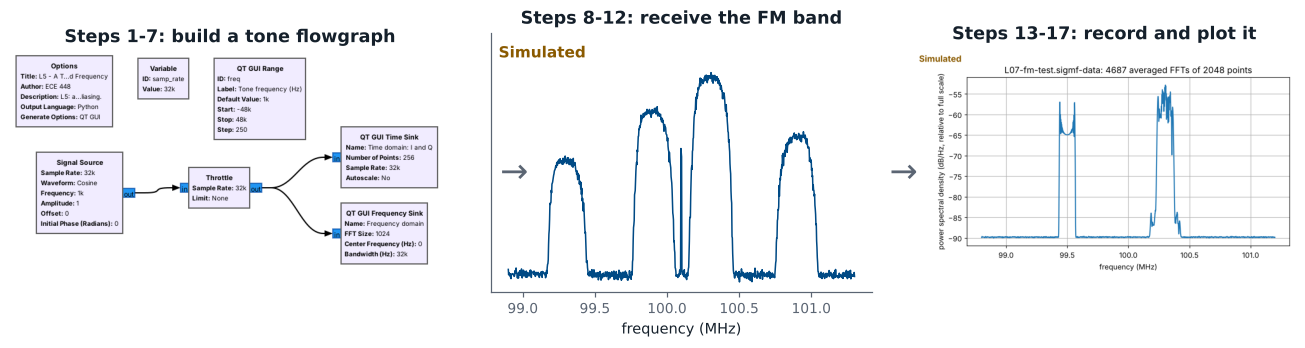 Steps 1-7: build a tone flowgraph
Options
Title: L5 - A T...d Frequency
Author: ECE 448
Description: L5: a...liasing.
Output Language: Python
Generate Options: QT GUI
Variable
ID: samp_rate
Value: 32k
QT GUI Range
ID: freq
Label: Tone frequency (Hz)
Default Value: 1k
Start: -48k
Stop: 48k
Step: 250
Signal Source
Sample Rate: 32k
Waveform: Cosine
Frequency: 1k
Amplitude: 1
Offset: 0
Initial Phase (Radians): 0
out
in
Throttle
Sample Rate: 32k
Limit: None
out
in
QT GUI Time Sink
Name: Time domain: I and Q
Number of Points: 256
Sample Rate: 32k
Autoscale: No
in
QT GUI Frequency Sink
Name: Frequency domain
FFT Size: 1024
Center Frequency (Hz): 0
Bandwidth (Hz): 32k
→
Steps 8-12: receive the FM band
Simulated
99.0 99.5 100.0 100.5 101.0
frequency (MHz)
→
Steps 13-17: record and plot it
Simulated
L07-fm-test.sigmf-data: 4687 averaged FFTs of 2048 points
power spectral density (dB/Hz, relative to full scale)
−55
−60
−65
−70
−75
−80
−85
−90
99.0 99.5 100.0 100.5 101.0
frequency (MHz)